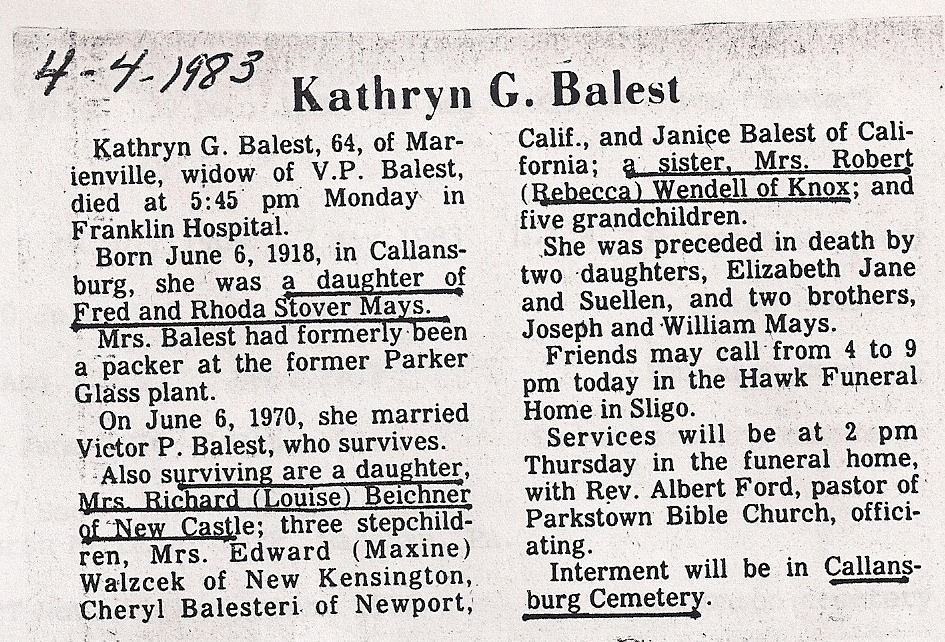 4-4-1983
Kathryn G. Balest
Kathryn G. Balest, 64, of Mar-
ienville, widow of V.P. Balest,
died at 5:45 pm Monday in
Franklin Hospital.
Born June 6, 1918, in Callans-
burg, she was a daughter of
Fred and Rhoda Stover Mays.
Mrs. Balest had formerly been
a packer at the former Parker
Glass plant.
On June 6, 1970, she married
Victor P. Balest, who survives.
Also surviving are a daughter,
Mrs. Richard (Louise) Beichner
of New Castle; three stepchild-
ren, Mrs. Edward (Maxine)
Walzcek of New Kensington,
Cheryl Balesteri of Newport,
Calif., and Janice Balest of Cali-
fornia; a sister, Mrs. Robert
(Rebecca) Wendell of Knox; and
five grandchildren.
She was preceded in death by
two daughters, Elizabeth Jane
and Suellen, and two brothers,
Joseph and William Mays.
Friends may call from 4 to 9
pm today in the Hawk Funeral
Home in Sligo.
Services will be at 2 pm
Thursday in the funeral home,
with Rev. Albert Ford, pastor of
Parkstown Bible Church, offici-
ating.
Interment will be in Callans-
burg Cemetery.